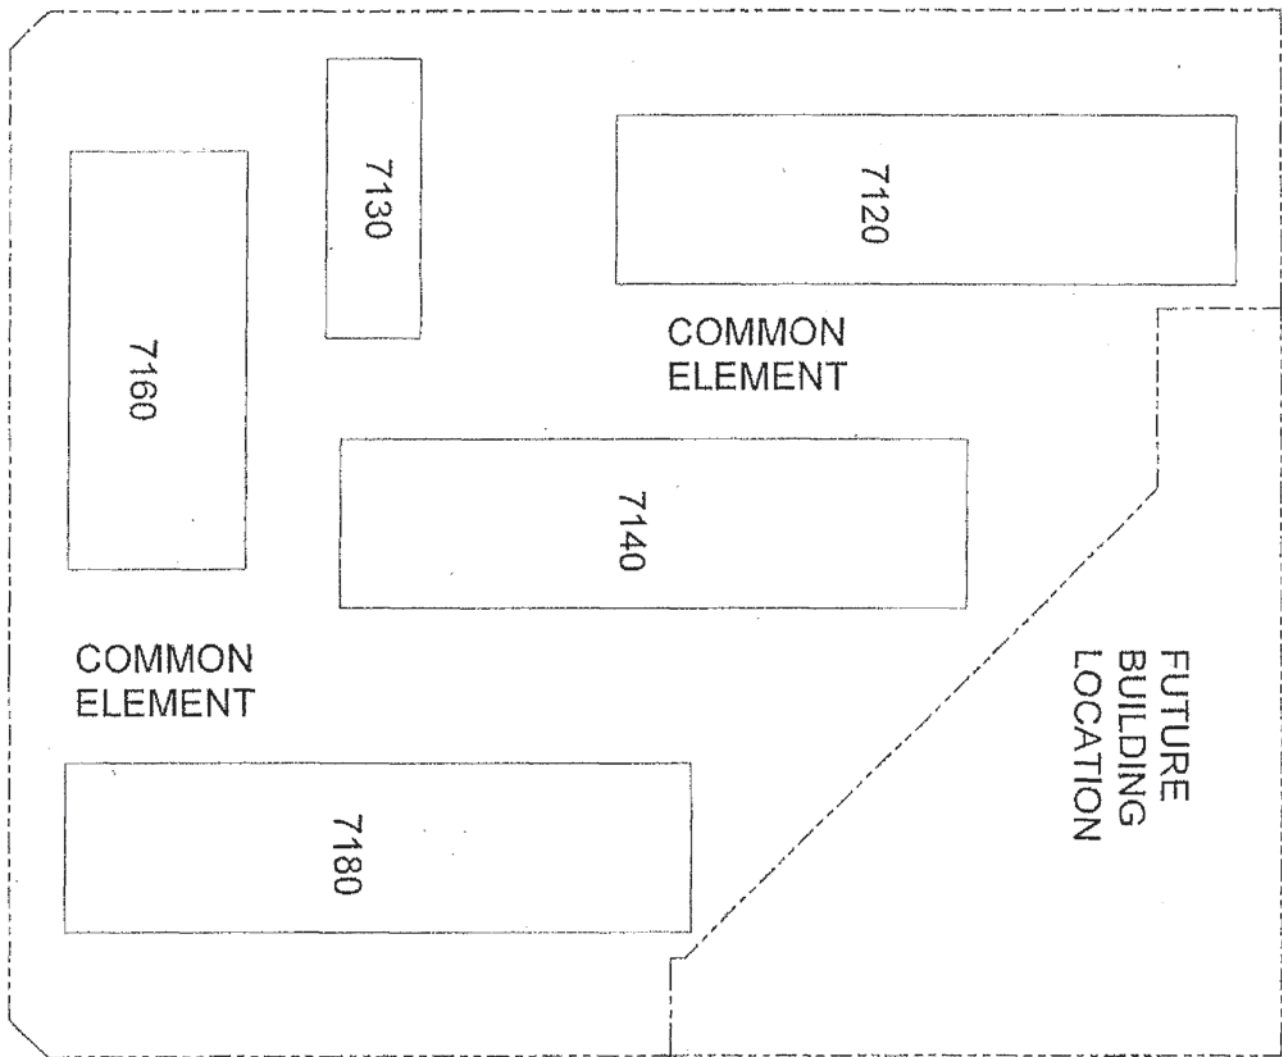 7130
7120
COMMON
ELEMENT
7160
7140
COMMON
ELEMENT
FUTURE
BUILDING
LOCATION
7180